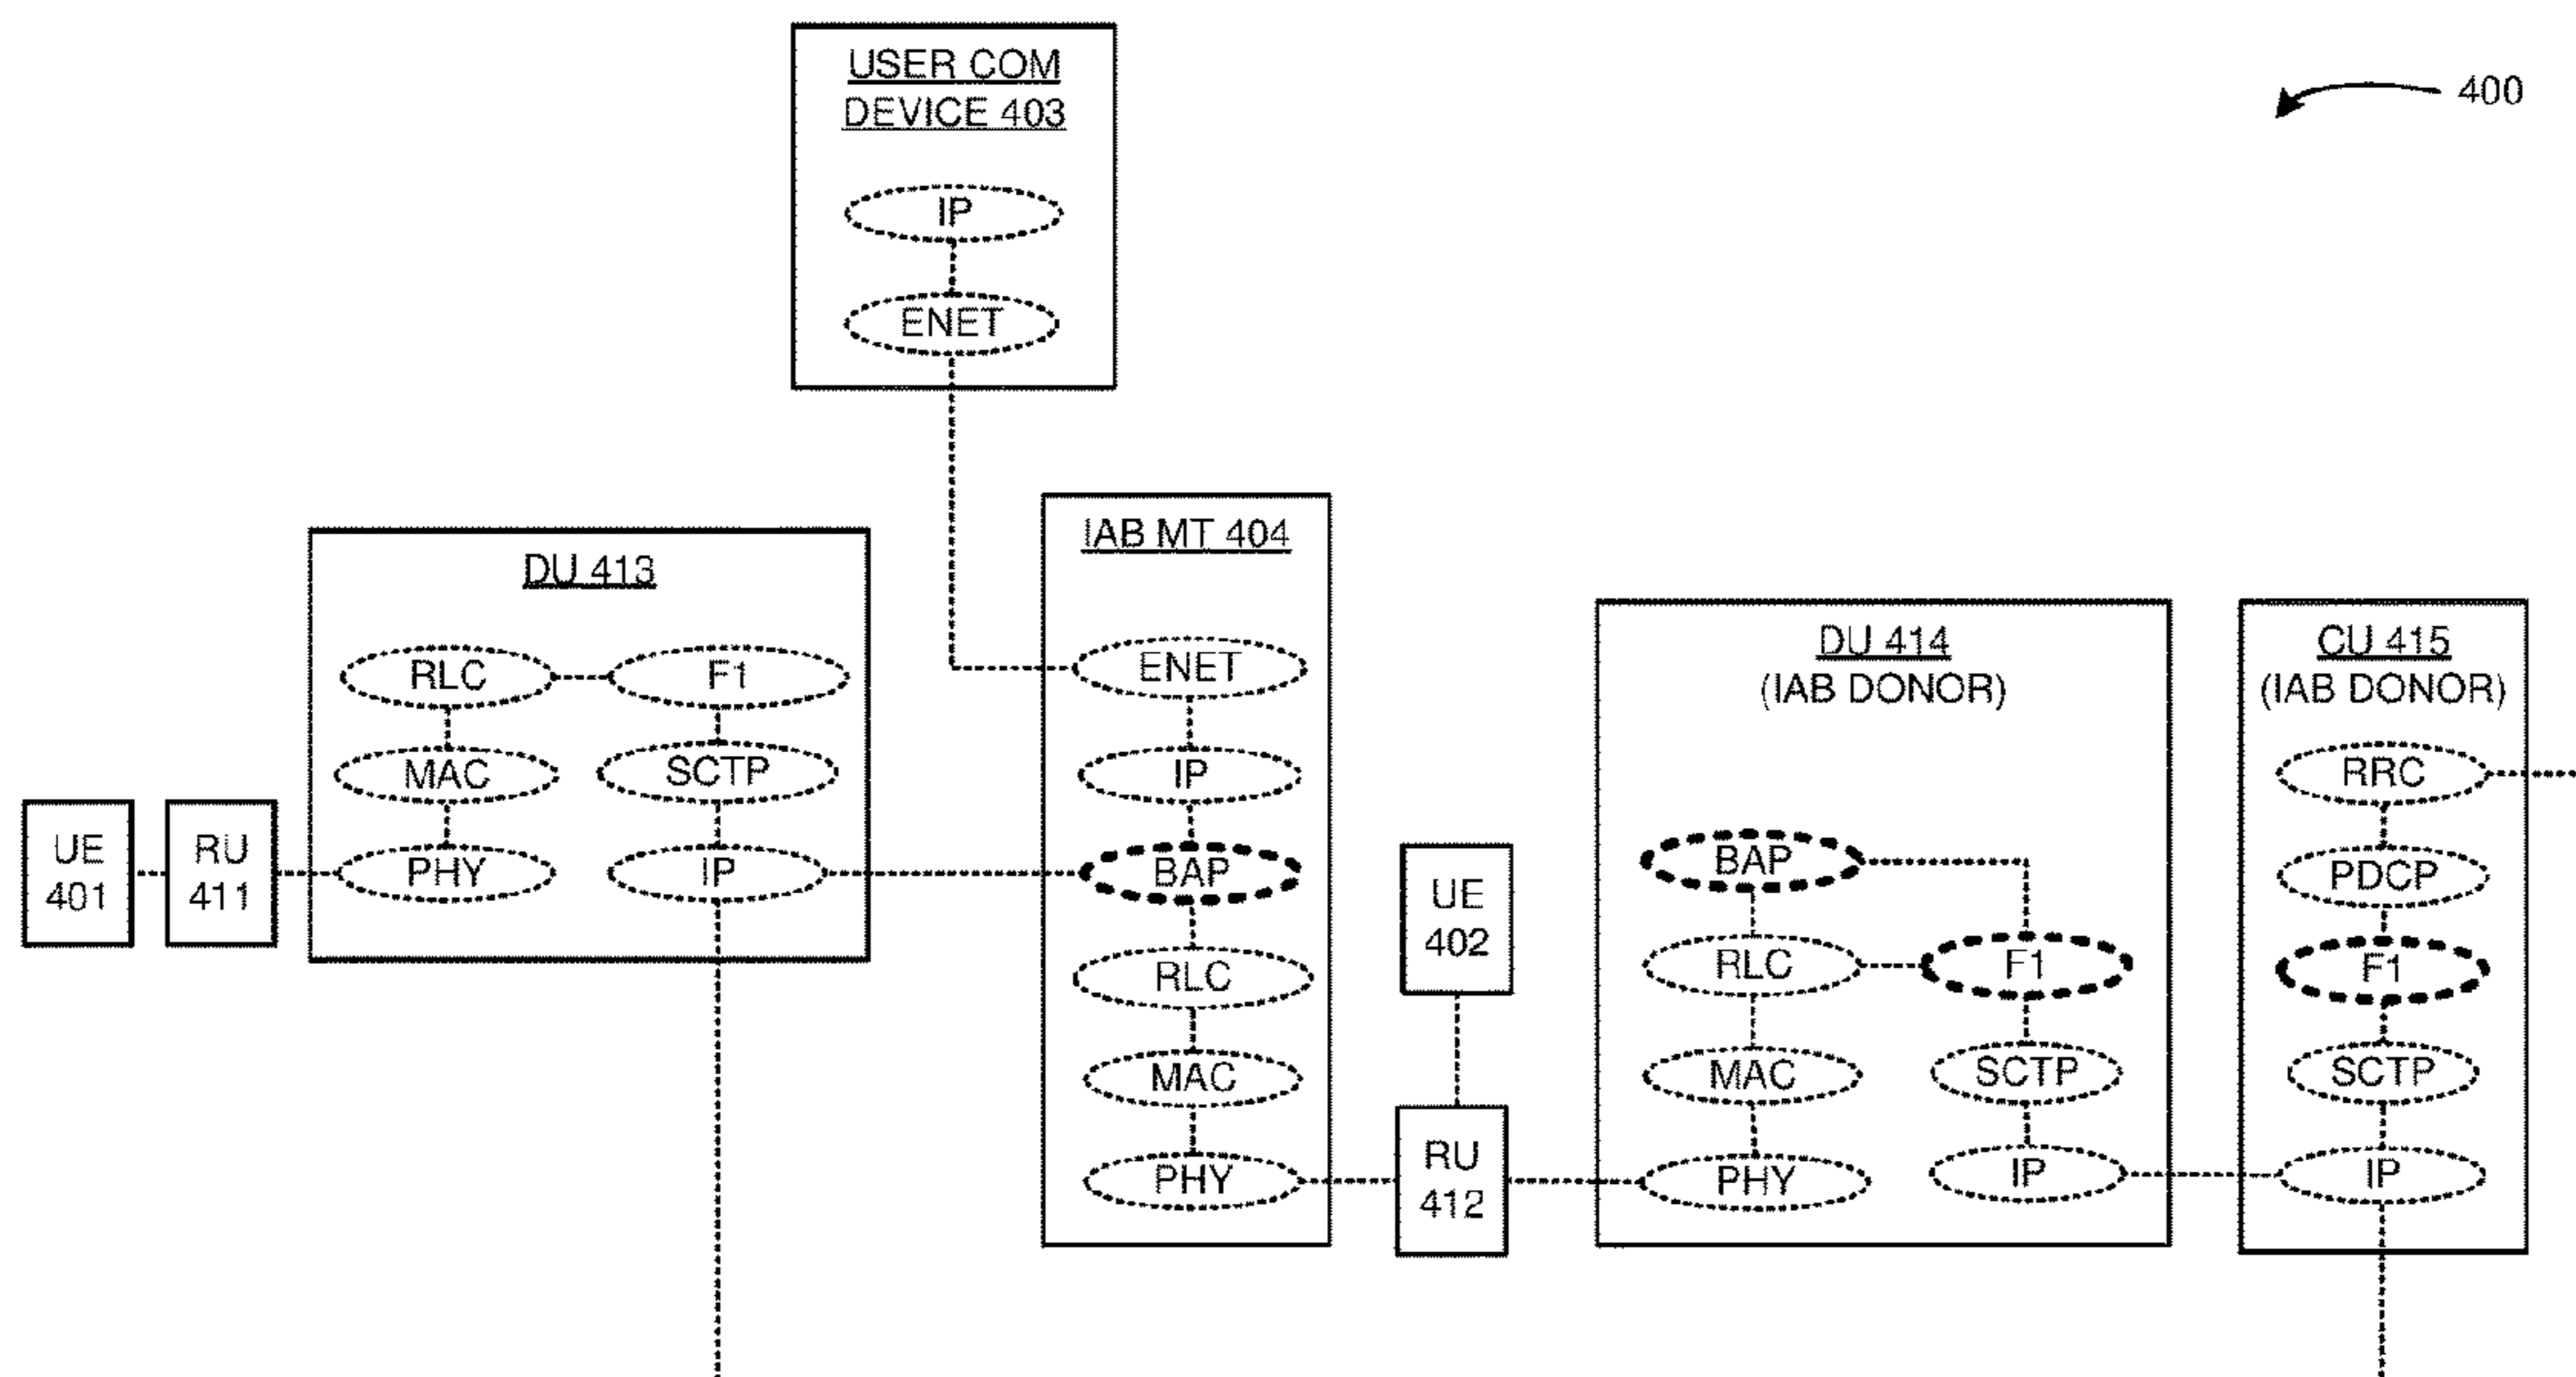 USER COM
DEVICE 403
IP
ENET
400
DU 413
RLC
F1
MAC
SCTP
PHY
IP
UE
401
RU
411
IAB MT 404
ENET
IP
BAP
RLC
MAC
PHY
UE
402
RU
412
DU 414
(IAB DONOR)
BAP
RLC
F1
MAC
SCTP
PHY
IP
CU 415
(IAB DONOR)
RRC
PDCP
F1
SCTP
IP